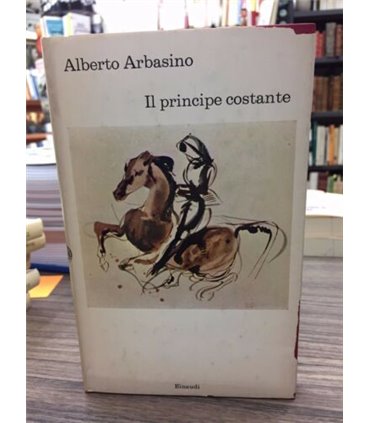 Alberto Arbasino
Il principe costante
Einaudi